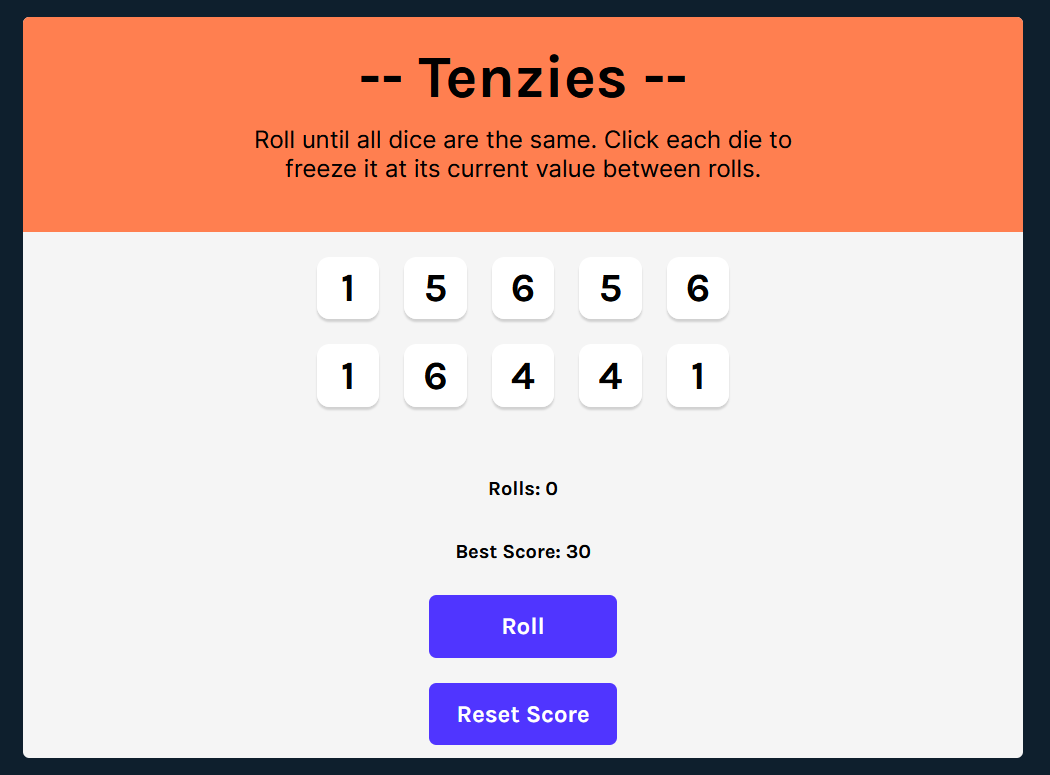 -- Tenzies --
Roll until all dice are the same. Click each die to
freeze it at its current value between rolls.
1 5 6 5 6
1 6 4 4 1
Rolls: 0
Best Score: 30
Roll
Reset Score